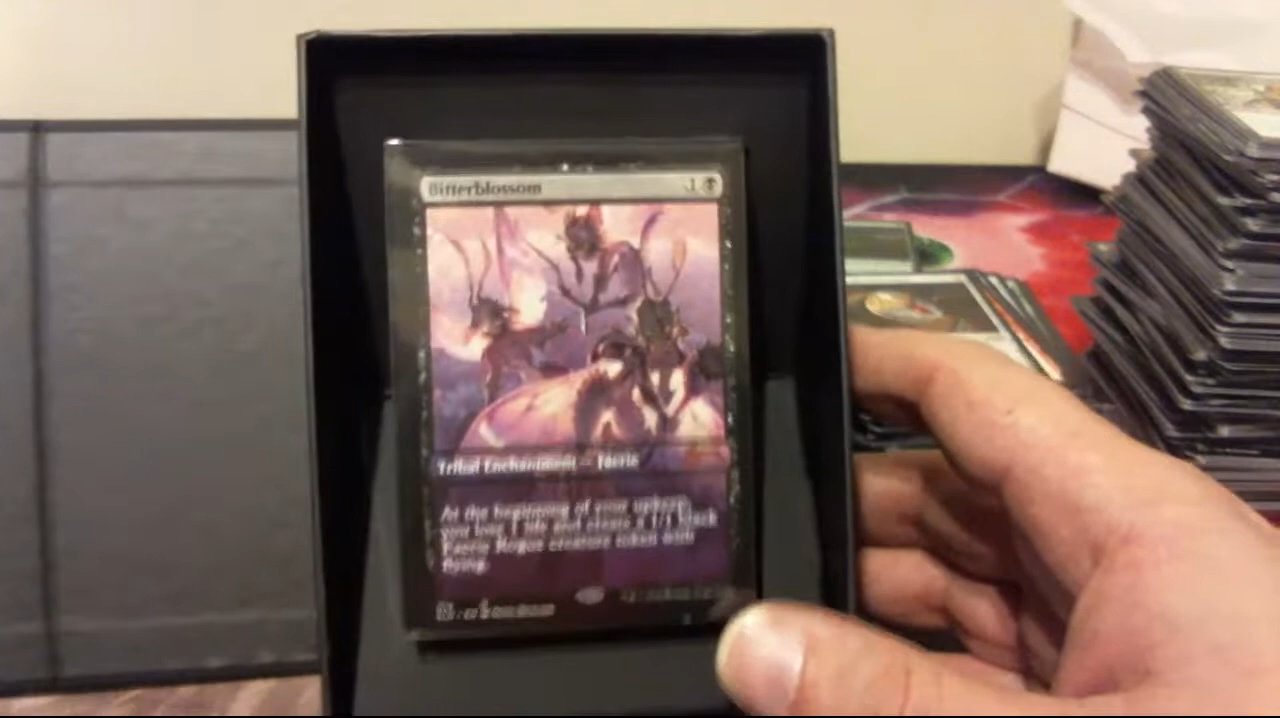 Bitterblossom 1
Tribal Enchantment — Faerie
At the beginning of your upkeep,
you lose 1 life and create a 1/1 black
Faerie Rogue creature token with
flying.